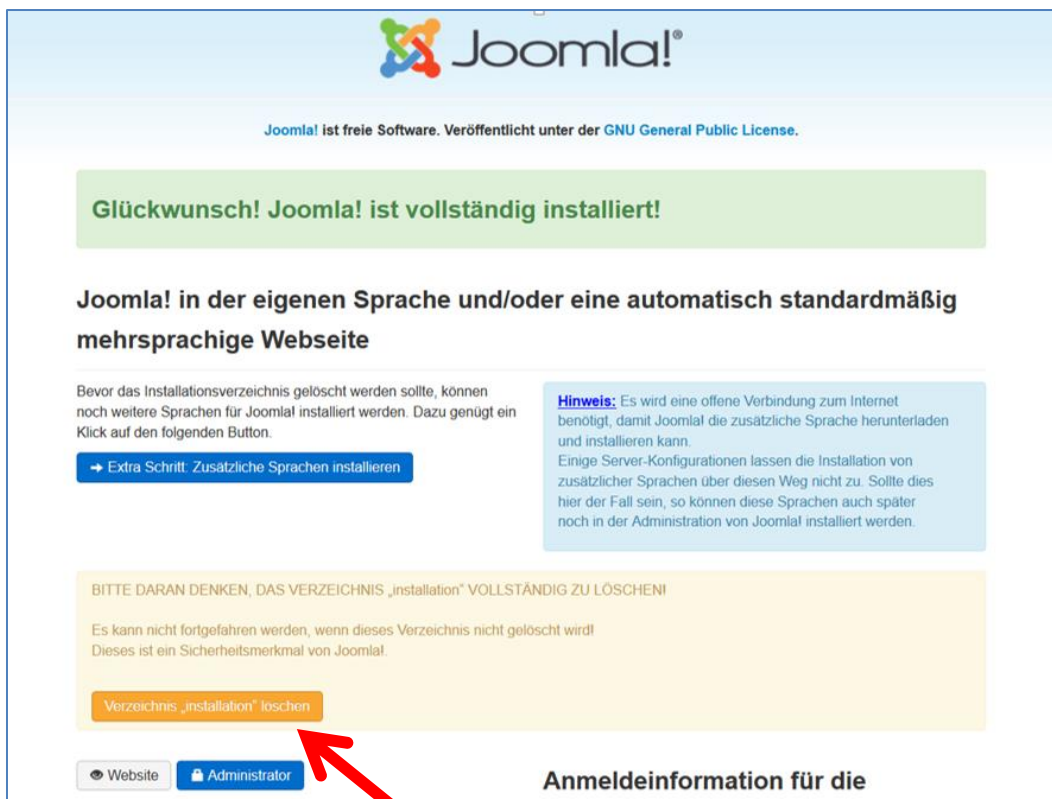 Joomla!®
Joomla! ist freie Software. Veröffentlicht unter der GNU General Public License.
Glückwunsch! Joomla! ist vollständig installiert!
Joomla! in der eigenen Sprache und/oder eine automatisch standardmäßig
mehrsprachige Webseite
Bevor das Installationsverzeichnis gelöscht werden sollte, können
noch weitere Sprachen für Joomla! installiert werden. Dazu genügt ein
Klick auf den folgenden Button.
➔ Extra Schritt: Zusätzliche Sprachen installieren
Hinweis: Es wird eine offene Verbindung zum Internet
benötigt, damit Joomla! die zusätzliche Sprache herunterladen
und installieren kann.
Einige Server-Konfigurationen lassen die Installation von
zusätzlicher Sprachen über diesen Weg nicht zu. Sollte dies
hier der Fall sein, so können diese Sprachen auch später
noch in der Administration von Joomla! installiert werden.
BITTE DARAN DENKEN, DAS VERZEICHNIS „installation“ VOLLSTÄNDIG ZU LÖSCHEN!
Es kann nicht fortgefahren werden, wenn dieses Verzeichnis nicht gelöscht wird!
Dieses ist ein Sicherheitsmerkmal von Joomla!.
Verzeichnis „installation“ löschen
Website
Administrator
Anmeldeinformation für die